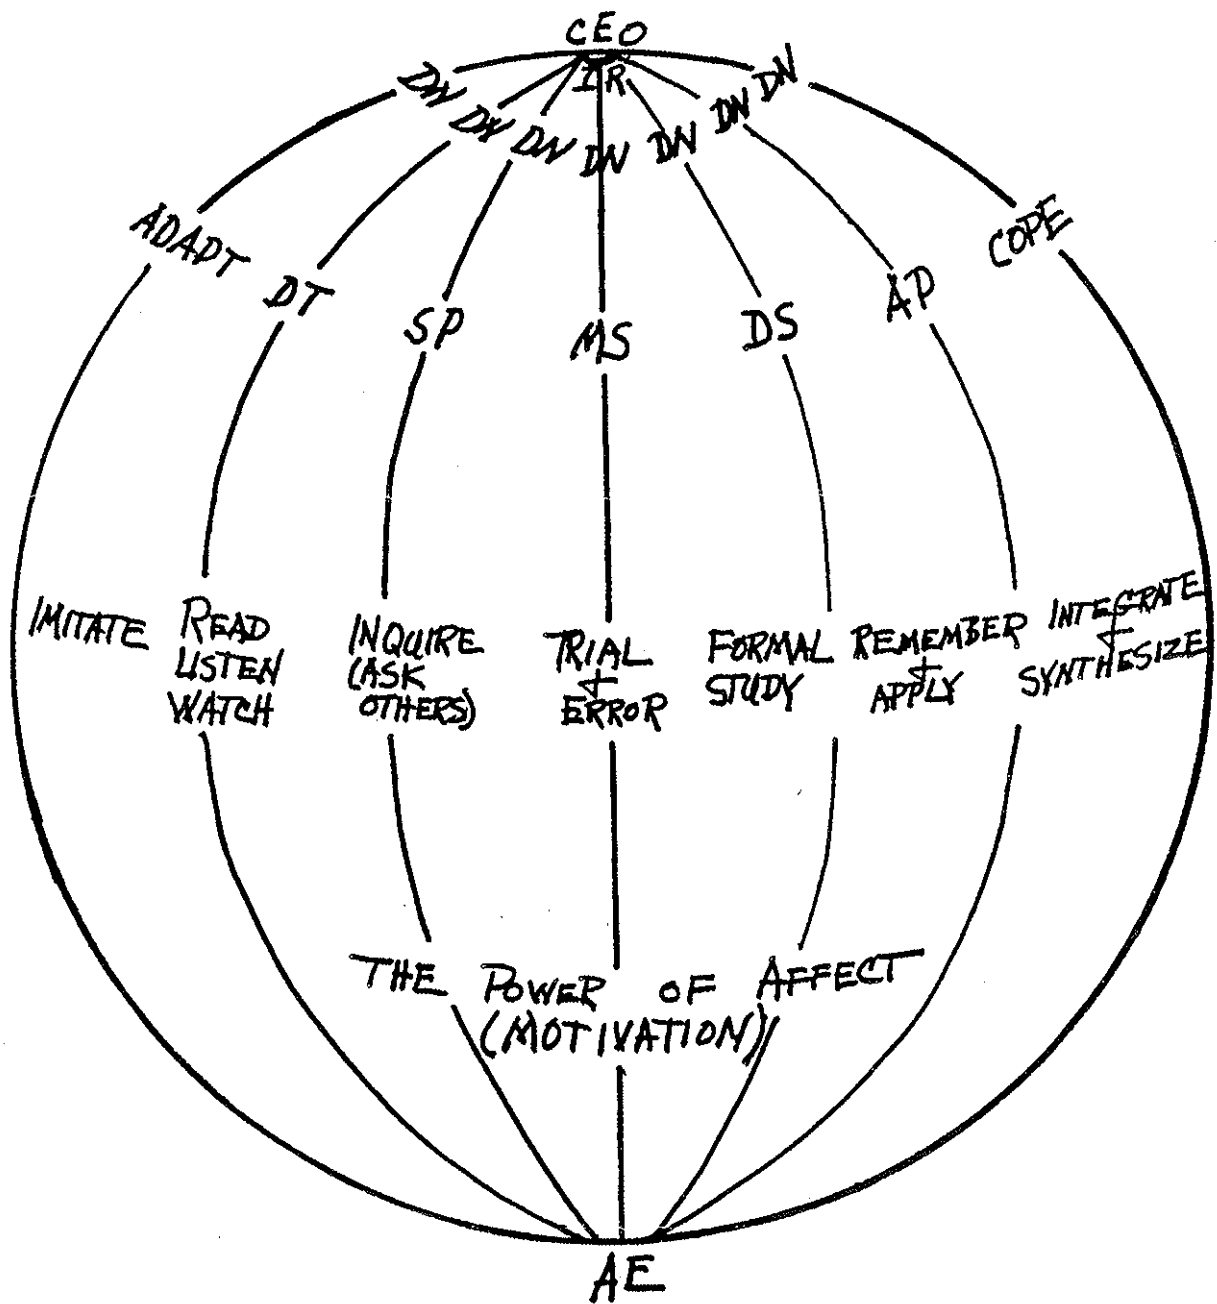 CEO
IR
DN DN DN DN DN DN DN
ADAPT DT SP MS DS AP COPE
IMITATE
READ
LISTEN
WATCH
INQUIRE
(ASK
OTHERS)
TRIAL
+
ERROR
FORMAL
STUDY
REMEMBER
+
APPLY
INTEGRATE
+
SYNTHESIZE
THE POWER OF AFFECT
(MOTIVATION)
AE